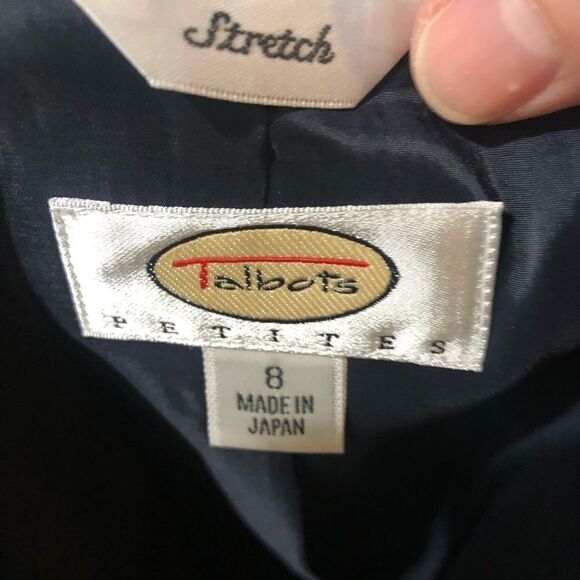 Stretch
Talbots
PETITES
8
MADE IN
JAPAN